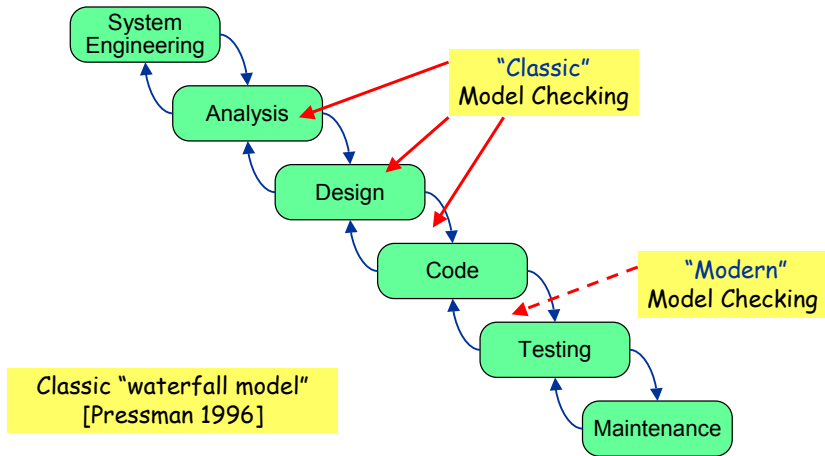 System
Engineering
"Classic"
Model Checking
Analysis
Design
Code
"Modern"
Model Checking
Testing
Classic "waterfall model"
[Pressman 1996]
Maintenance